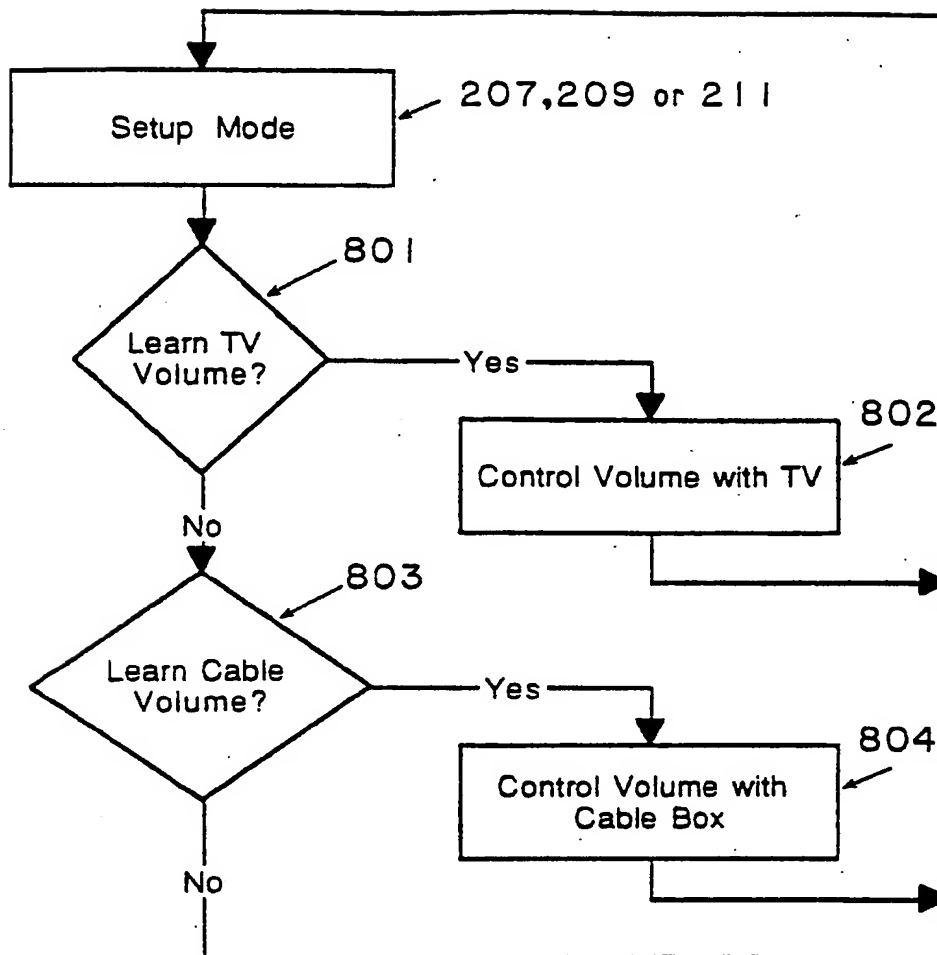 Setup Mode
207,209 or 211
801
Learn TV
Volume?
Yes
802
Control Volume with TV
No
803
Learn Cable
Volume?
Yes
804
Control Volume with
Cable Box
No